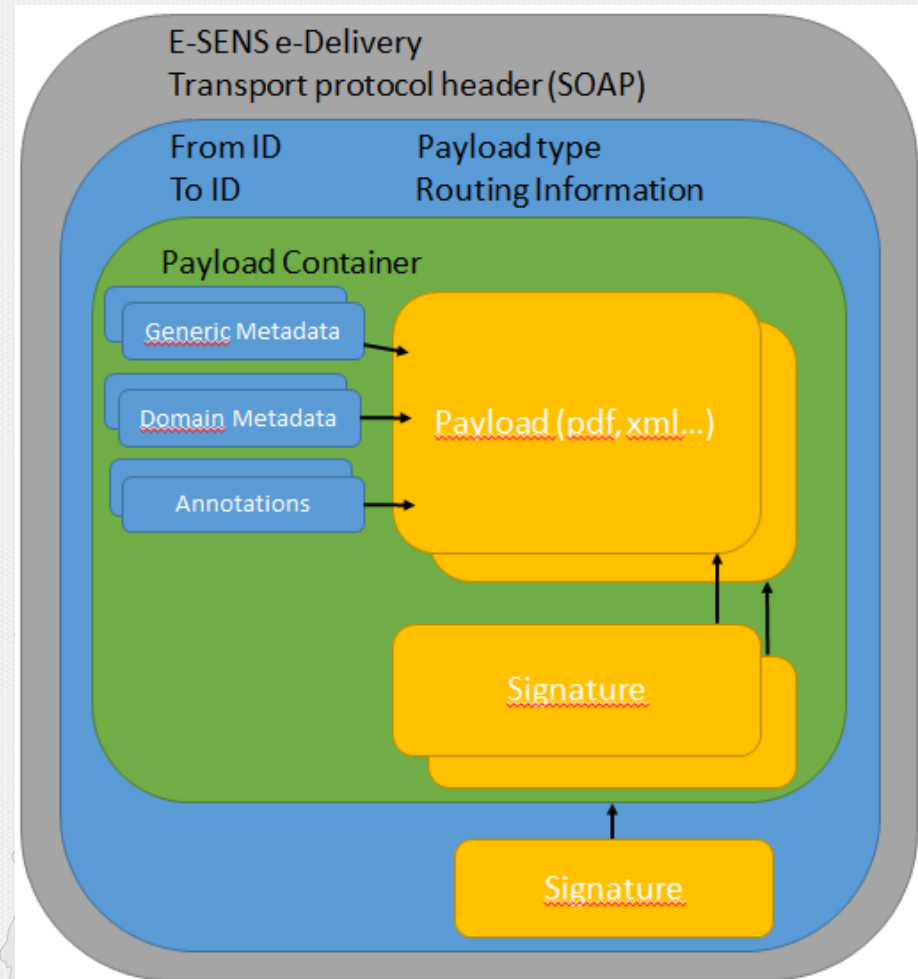 E-SENS e-Delivery
Transport protocol header (SOAP)
From ID
Payload type
To ID
Routing Information
Payload Container
Generic Metadata
Domain Metadata
Payload (pdf, xml...)
Annotations
Signature
Signature